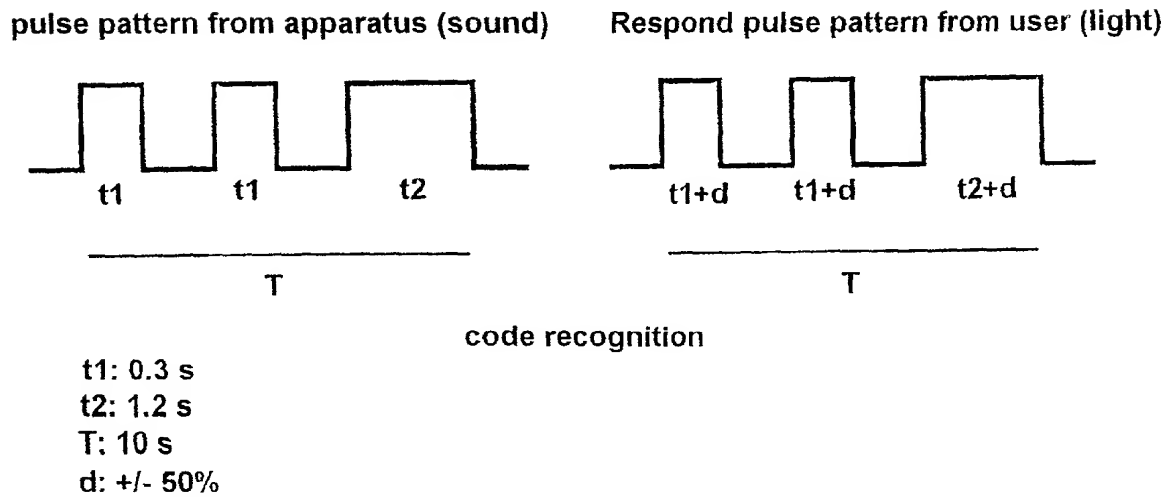 pulse pattern from apparatus (sound)
Respond pulse pattern from user (light)
t1 t1 t2
t1+d t1+d t2+d
T
T
code recognition
t1: 0.3 s
t2: 1.2 s
T: 10 s
d: +/- 50%